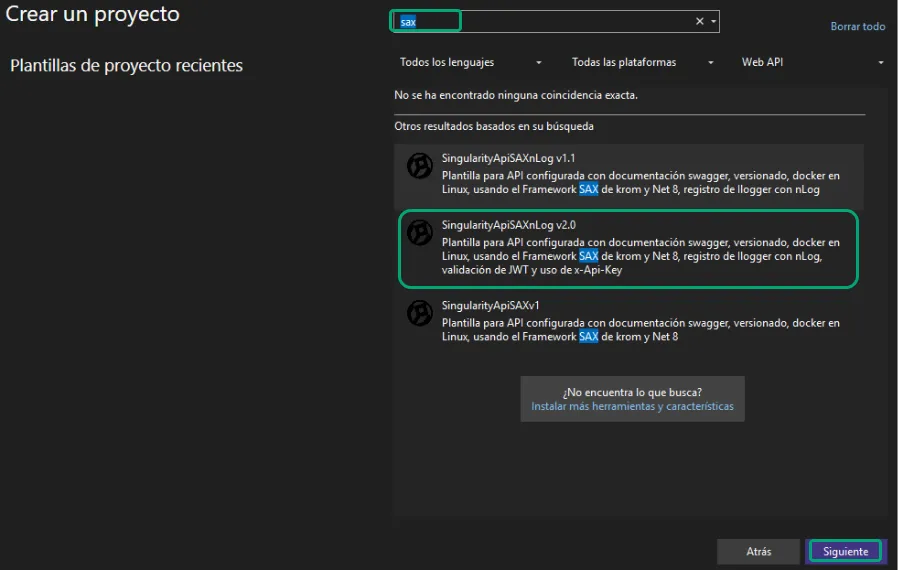 Crear un proyecto
sax
Borrar todo
Plantillas de proyecto recientes
Todos los lenguajes
Todas las plataformas
Web API
No se ha encontrado ninguna coincidencia exacta.
Otros resultados basados en su búsqueda
SingularityApiSAXnLog v1.1
Plantilla para API configurada con documentación swagger, versionado, docker en
Linux, usando el Framework SAX de krom y Net 8, registro de Ilogger con nLog
SingularityApiSAXnLog v2.0
Plantilla para API configurada con documentación swagger, versionado, docker en
Linux, usando el Framework SAX de krom y Net 8, registro de Ilogger con nLog,
validación de JWT y uso de x-Api-Key
SingularityApiSAXv1
Plantilla para API configurada con documentación swagger, versionado, docker en
Linux, usando el Framework SAX de krom y Net 8
¿No encuentra lo que busca?
Instalar más herramientas y características
Atrás
Siguiente